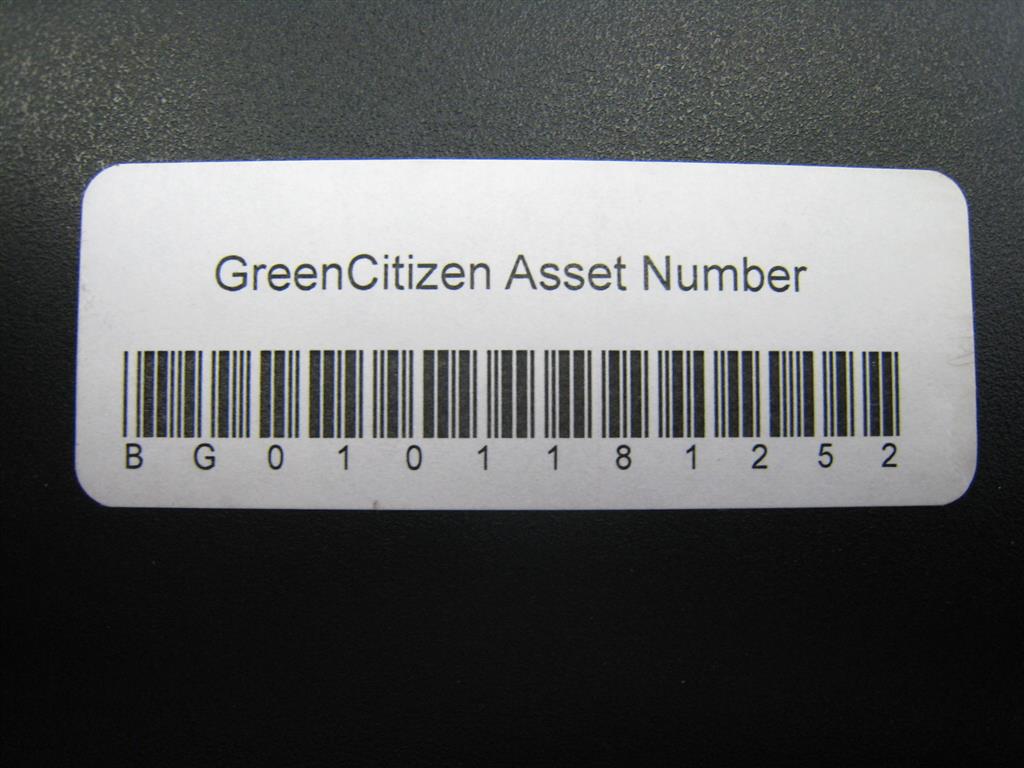 GreenCitizen Asset Number
B G 0 1 0 1 1 8 1 2 5 2